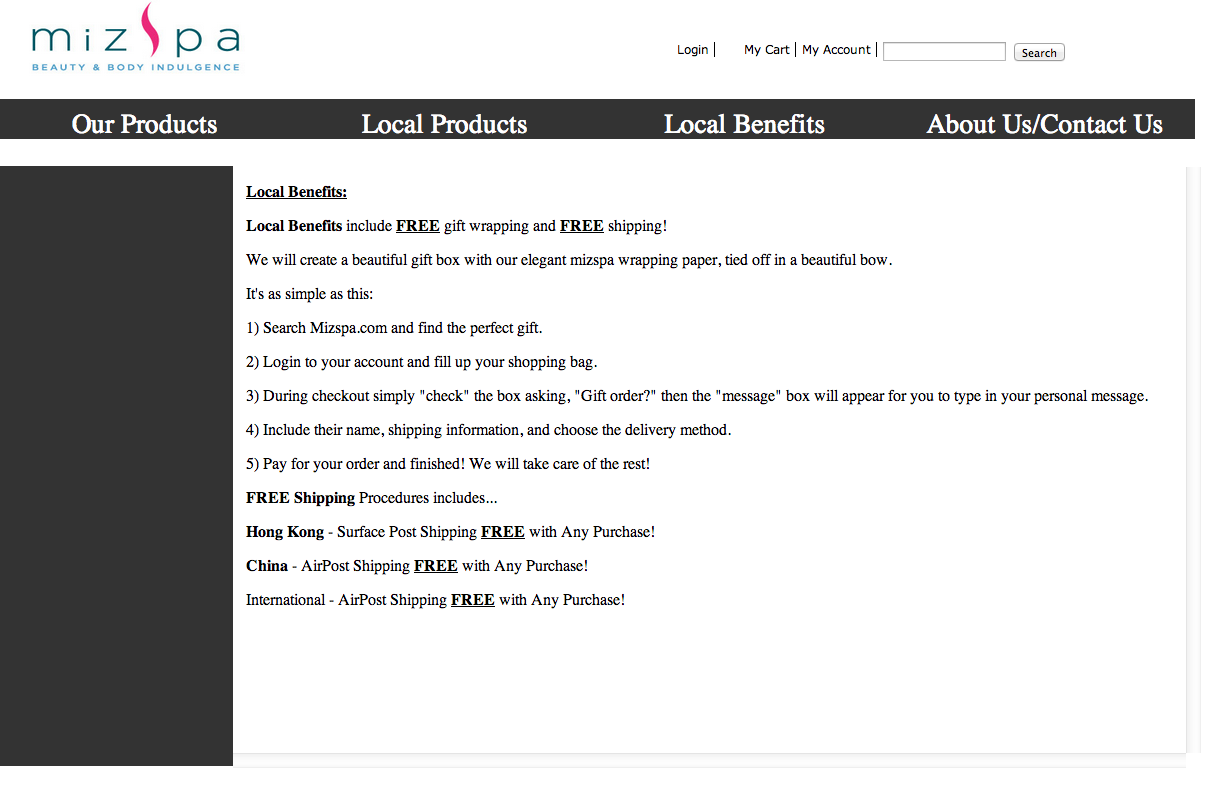 mizspa
BEAUTY & BODY INDULGENCE
Login | My Cart | My Account | Search
Our Products Local Products Local Benefits About Us/Contact Us
Local Benefits:
Local Benefits include FREE gift wrapping and FREE shipping!
We will create a beautiful gift box with our elegant mizspa wrapping paper, tied off in a beautiful bow.
It's as simple as this:
1) Search Mizspa.com and find the perfect gift.
2) Login to your account and fill up your shopping bag.
3) During checkout simply "check" the box asking, "Gift order?" then the "message" box will appear for you to type in your personal message.
4) Include their name, shipping information, and choose the delivery method.
5) Pay for your order and finished! We will take care of the rest!
FREE Shipping Procedures includes...
Hong Kong - Surface Post Shipping FREE with Any Purchase!
China - AirPost Shipping FREE with Any Purchase!
International - AirPost Shipping FREE with Any Purchase!